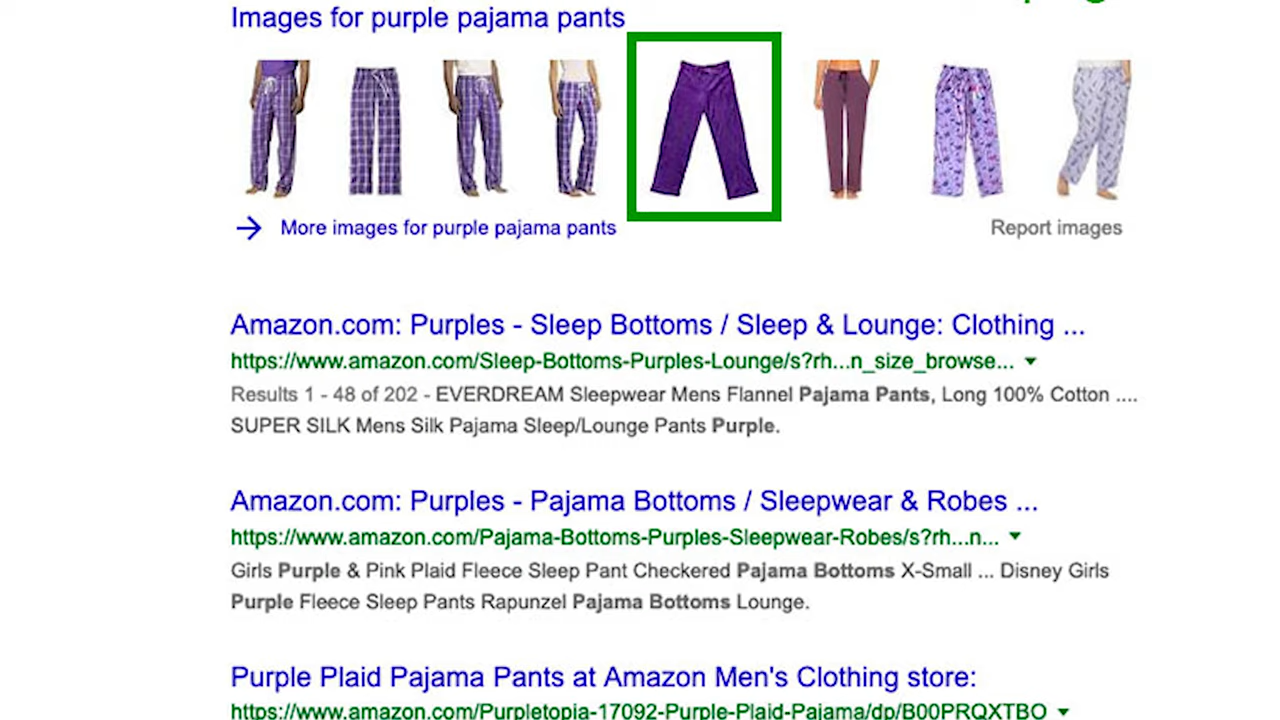 Images for purple pajama pants
More images for purple pajama pants
Report images
Amazon.com: Purples - Sleep Bottoms / Sleep & Lounge: Clothing ...
https://www.amazon.com/Sleep-Bottoms-Purples-Lounge/s?rh...n_size_browse...
Results 1 - 48 of 202 - EVERDREAM Sleepwear Mens Flannel Pajama Pants, Long 100% Cotton ....
SUPER SILK Mens Silk Pajama Sleep/Lounge Pants Purple.
Amazon.com: Purples - Pajama Bottoms / Sleepwear & Robes ...
https://www.amazon.com/Pajama-Bottoms-Purples-Sleepwear-Robes/s?rh...n...
Girls Purple & Pink Plaid Fleece Sleep Pant Checkered Pajama Bottoms X-Small ... Disney Girls
Purple Fleece Sleep Pants Rapunzel Pajama Bottoms Lounge.
Purple Plaid Pajama Pants at Amazon Men's Clothing store:
https://www.amazon.com/Purpletopia-17092-Purple-Plaid-Pajama/dp/B00PRQXTBO